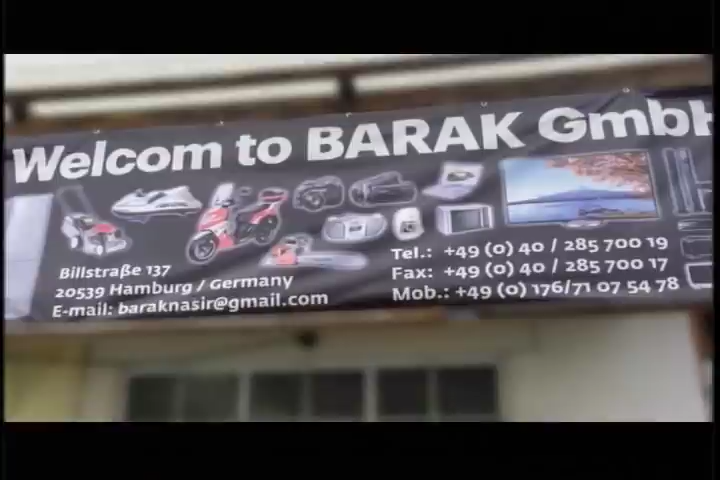 Welcom to BARAK GmbH
Billstraße 137
20539 Hamburg / Germany
E-mail: baraknasir@gmail.com
Tel.: +49 (0) 40 / 285 700 19
Fax: +49 (0) 40 / 285 700 17
Mob.: +49 (0) 176/71 07 54 78